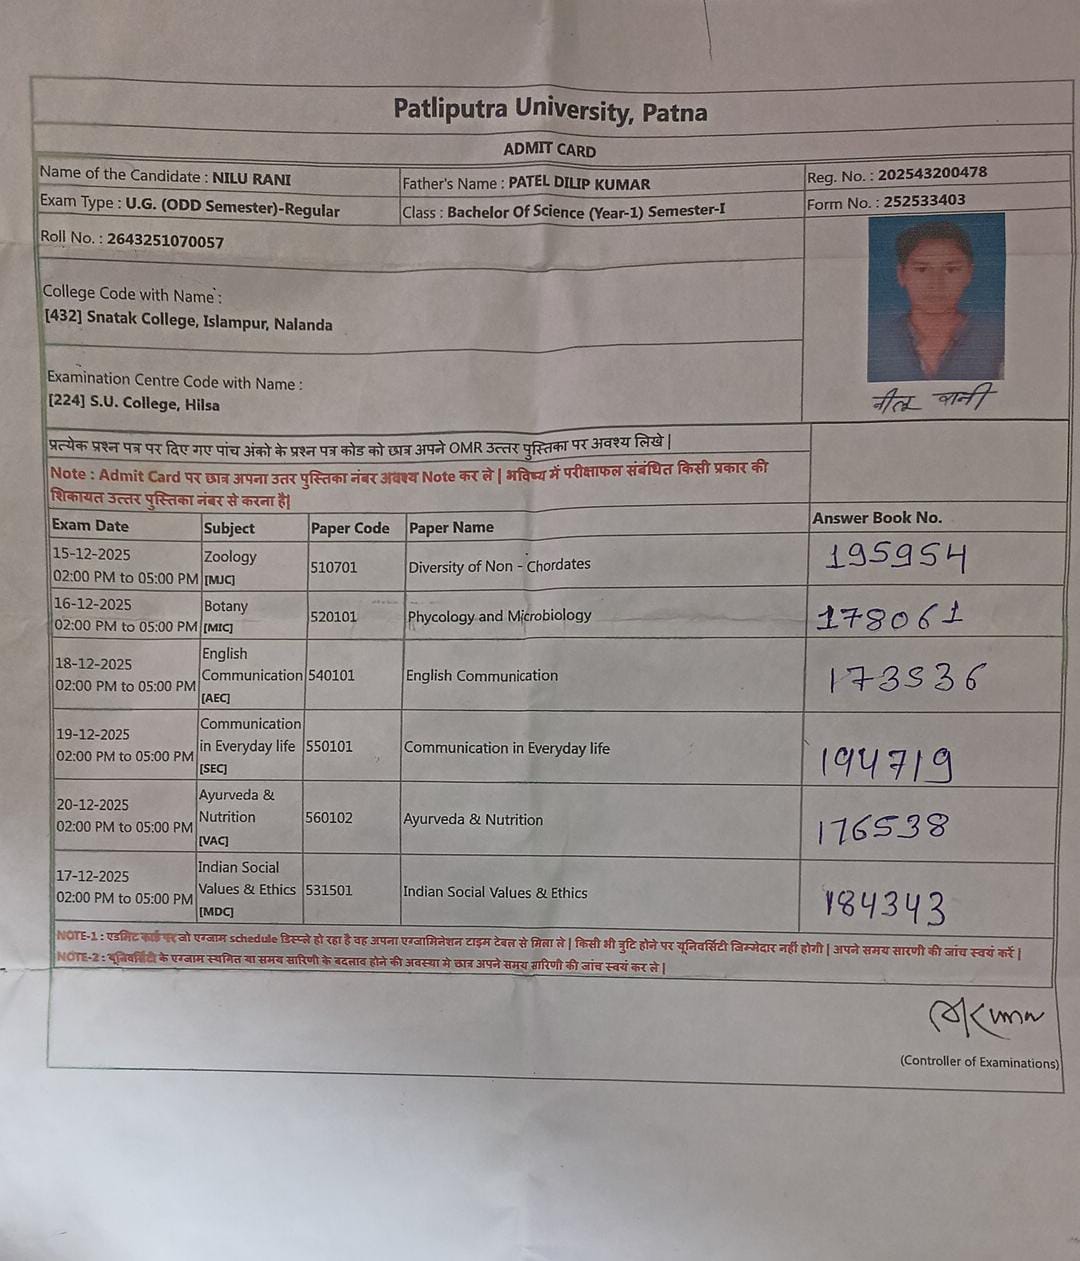 Patliputra University, Patna
ADMIT CARD
Name of the Candidate : NILU RANI
Father's Name : PATEL DILIP KUMAR
Reg. No. : 202543200478
Exam Type : U.G. (ODD Semester)-Regular
Class : Bachelor Of Science (Year-1) Semester-I
Form No. : 252533403
Roll No. : 2643251070057
College Code with Name :
[432] Snatak College, Islampur, Nalanda
Examination Centre Code with Name :
[224] S.U. College, Hilsa
नीलू रानी
प्रत्येक प्रश्न पत्र पर दिए गए पांच अंको के प्रश्न पत्र कोड को छात्र अपने OMR उत्तर पुस्तिका पर अवश्य लिखे |
Note : Admit Card पर छात्र अपना उतर पुस्तिका नंबर अवश्य Note कर ले | भविष्य में परीक्षाफल संबंधित किसी प्रकार की
शिकायत उत्तर पुस्तिका नंबर से करना है|
Exam Date Subject Paper Code Paper Name Answer Book No.
15-12-2025
02:00 PM to 05:00 PM
Zoology
[MJC]
510701
Diversity of Non - Chordates
195954
16-12-2025
02:00 PM to 05:00 PM
Botany
[MIC]
520101
Phycology and Microbiology
178061
18-12-2025
02:00 PM to 05:00 PM
English
Communication
[AEC]
540101
English Communication
173536
19-12-2025
02:00 PM to 05:00 PM
Communication
in Everyday life
[SEC]
550101
Communication in Everyday life
194719
20-12-2025
02:00 PM to 05:00 PM
Ayurveda &
Nutrition
[VAC]
560102
Ayurveda & Nutrition
176538
17-12-2025
02:00 PM to 05:00 PM
Indian Social
Values & Ethics
[MDC]
531501
Indian Social Values & Ethics
184343
NOTE-1 : एडमिट कार्ड पर जो एग्जाम schedule डिस्प्ले हो रहा है वह अपना एग्जामिनेशन टाइम टेबल से मिला ले | किसी भी त्रुटि होने पर यूनिवर्सिटी जिम्मेदार नहीं होगी | अपने समय सारणी की जांच स्वयं करें |
NOTE-2 : यूनिवर्सिटी के एग्जाम स्थगित या समय सारिणी के बदलाव होने की अवस्था मे छात्र अपने समय सारिणी की जांच स्वयं कर ले |
(Controller of Examinations)